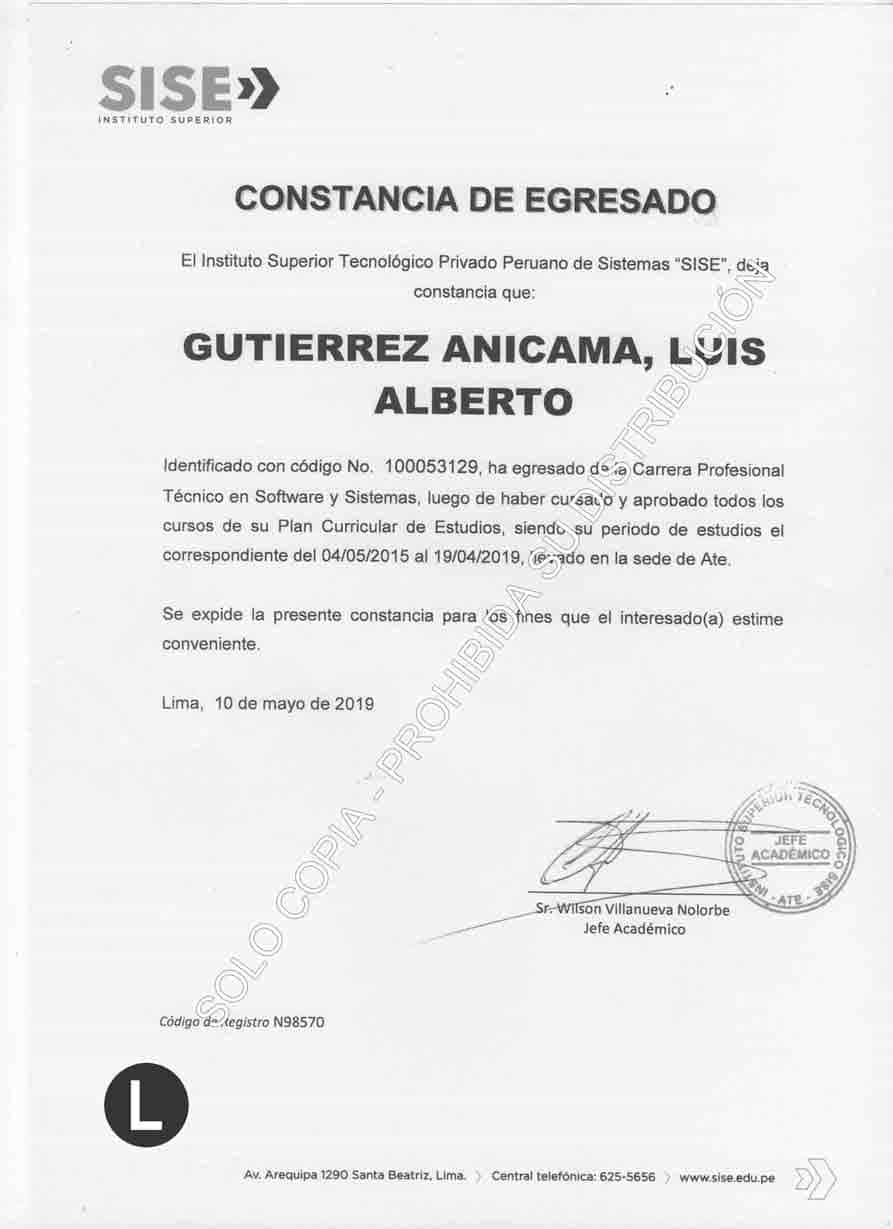 SISE
INSTITUTO SUPERIOR
CONSTANCIA DE EGRESADO
El Instituto Superior Tecnológico Privado Peruano de Sistemas "SISE", deja
constancia que:
GUTIERREZ ANICAMA, LUIS
ALBERTO
Identificado con código No. 100053129, ha egresado de la Carrera Profesional
Técnico en Software y Sistemas, luego de haber cursado y aprobado todos los
cursos de su Plan Curricular de Estudios, siendo su periodo de estudios el
correspondiente del 04/05/2015 al 19/04/2019, llevado en la sede de Ate.
Se expide la presente constancia para los fines que el interesado(a) estime
conveniente.
Lima, 10 de mayo de 2019
SOLO COPIA - PROHIBIDA SU DISTRIBUCIÓN
INSTITUTO SUPERIOR TECNOLOGICO SISE
JEFE
ACADÉMICO
- ATE -
Sr. Wilson Villanueva Nolorbe
Jefe Académico
Código de Registro N98570
L
Av. Arequipa 1290 Santa Beatriz, Lima. Central telefónica: 625-5656 www.sise.edu.pe